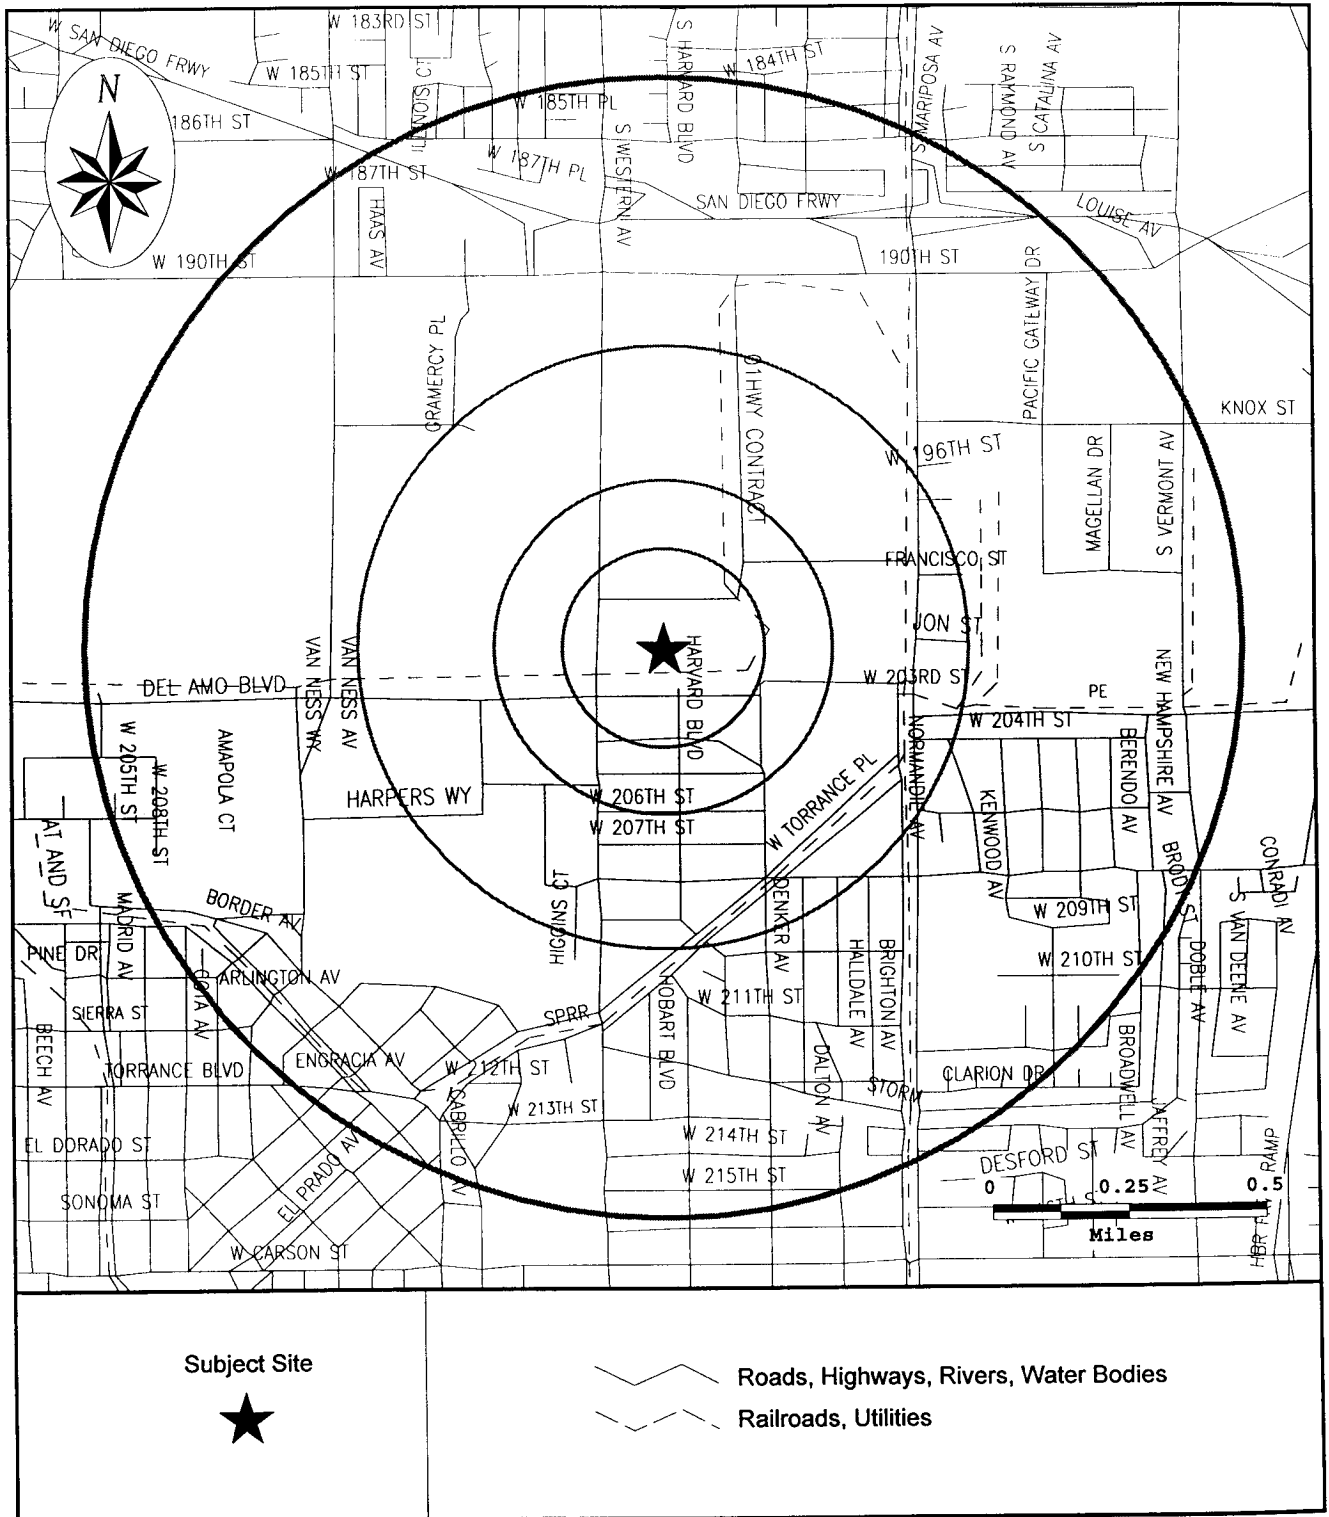 W 183RD ST
W SAN DIEGO FRWY
S HARVARD BLVD
W 184TH ST
S MARIPOSA AV
S RAYMOND AV
S CATALINA AV
W 185TH ST
ILLINOIS CT
W 185TH PL
N
186TH ST
S WESTERN AV
W 187TH PL
W 187TH ST
HAAS AV
SAN DIEGO FRWY
LOUISE AV
W 190TH ST
190TH ST
PACIFIC GATEWAY DR
GRAMERCY PL
01HWY CONTRACT
KNOX ST
W 196TH ST
MAGELLAN DR
S VERMONT AV
FRANCISCO ST
JON ST
VAN NESS WY
VAN NESS AV
HARVARD BLVD
W 203RD ST
NEW HAMPSHIRE AV
DEL AMO BLVD
PE
W 204TH ST
W 205TH ST
AMAPOLA CT
NORMANDIE AV
BERENDO AV
W 208TH ST
HARPERS WY
W 206TH ST
W TORRANCE PL
KENWOOD AV
W 207TH ST
AT AND SF
BRODY ST
CONRADI AV
MADRID AV
BORDER AV
HIGGINS CT
DENKER AV
W 209TH ST
S VAN DEENE AV
PINE DR
HALLDALE AV
BRIGHTON AV
W 210TH ST
DOBLE AV
COTA AV
ARLINGTON AV
HOBART BLVD
W 211TH ST
SIERRA ST
SPRR
BEECH AV
ENGRACIA AV
W 212TH ST
DALTON AV
BROADWELL AV
TORRANCE BLVD
STORM
CLARION DR
CABRILLO AV
W 213TH ST
JAFFREY AV
EL DORADO ST
EL PRADO AV
W 214TH ST
DESFORD ST
W 215TH ST
SONOMA ST
RAMP
HBR
0 0.25 0.5
Miles
W CARSON ST
Subject Site
Roads, Highways, Rivers, Water Bodies
Railroads, Utilities